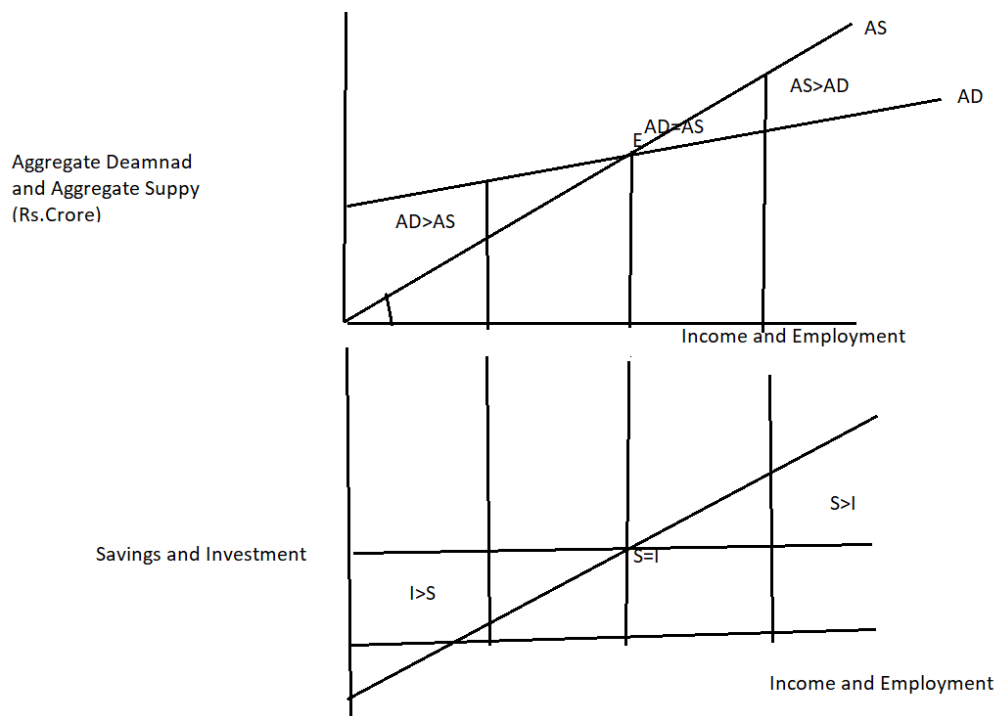 AS
AS>AD
AD
E
AD=AS
Aggregate Deamnad
and Aggregate Suppy
(Rs.Crore)
AD>AS
Income and Employment
S>I
Savings and Investment
S=I
I>S
Income and Employment